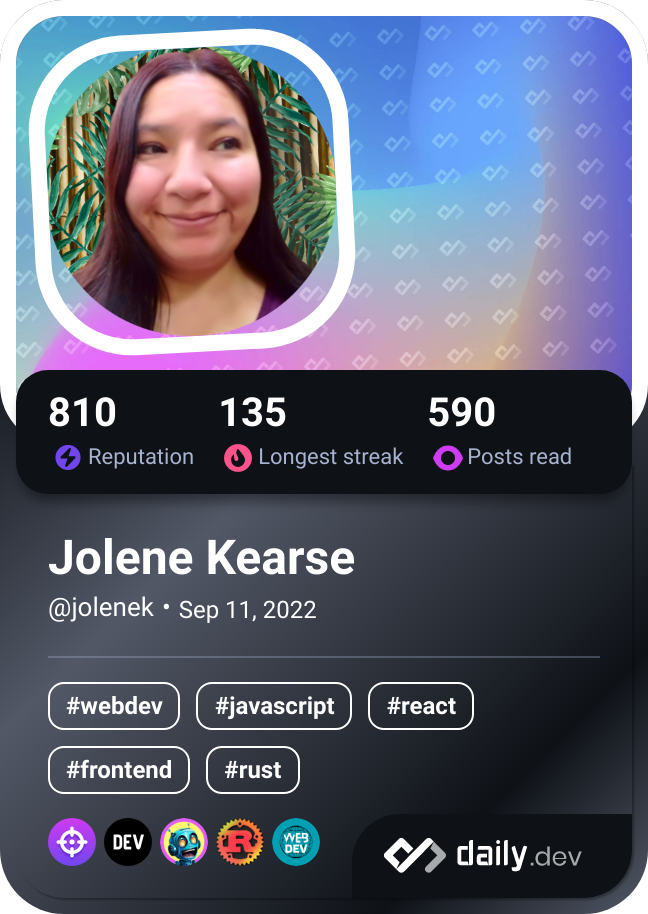 810 135 590
Reputation Longest streak Posts read
Jolene Kearse
@jolenek • Sep 11, 2022
#webdev #javascript #react
#frontend #rust
DEV R WEB DEV
daily.dev